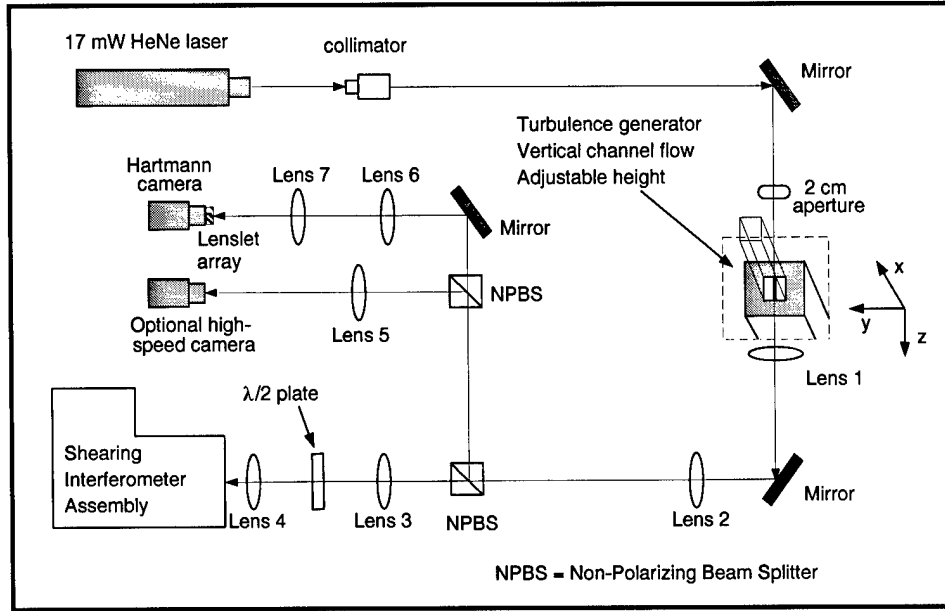 17 mW HeNe laser
collimator
Mirror
Turbulence generator
Vertical channel flow
Adjustable height
2 cm
aperture
Hartmann
camera
Lens 7
Lens 6
Mirror
Lenslet
array
NPBS
x
y
z
Optional high-
speed camera
Lens 5
Lens 1
λ/2 plate
Shearing
Interferometer
Assembly
Lens 4
Lens 3
NPBS
Lens 2
Mirror
NPBS = Non-Polarizing Beam Splitter